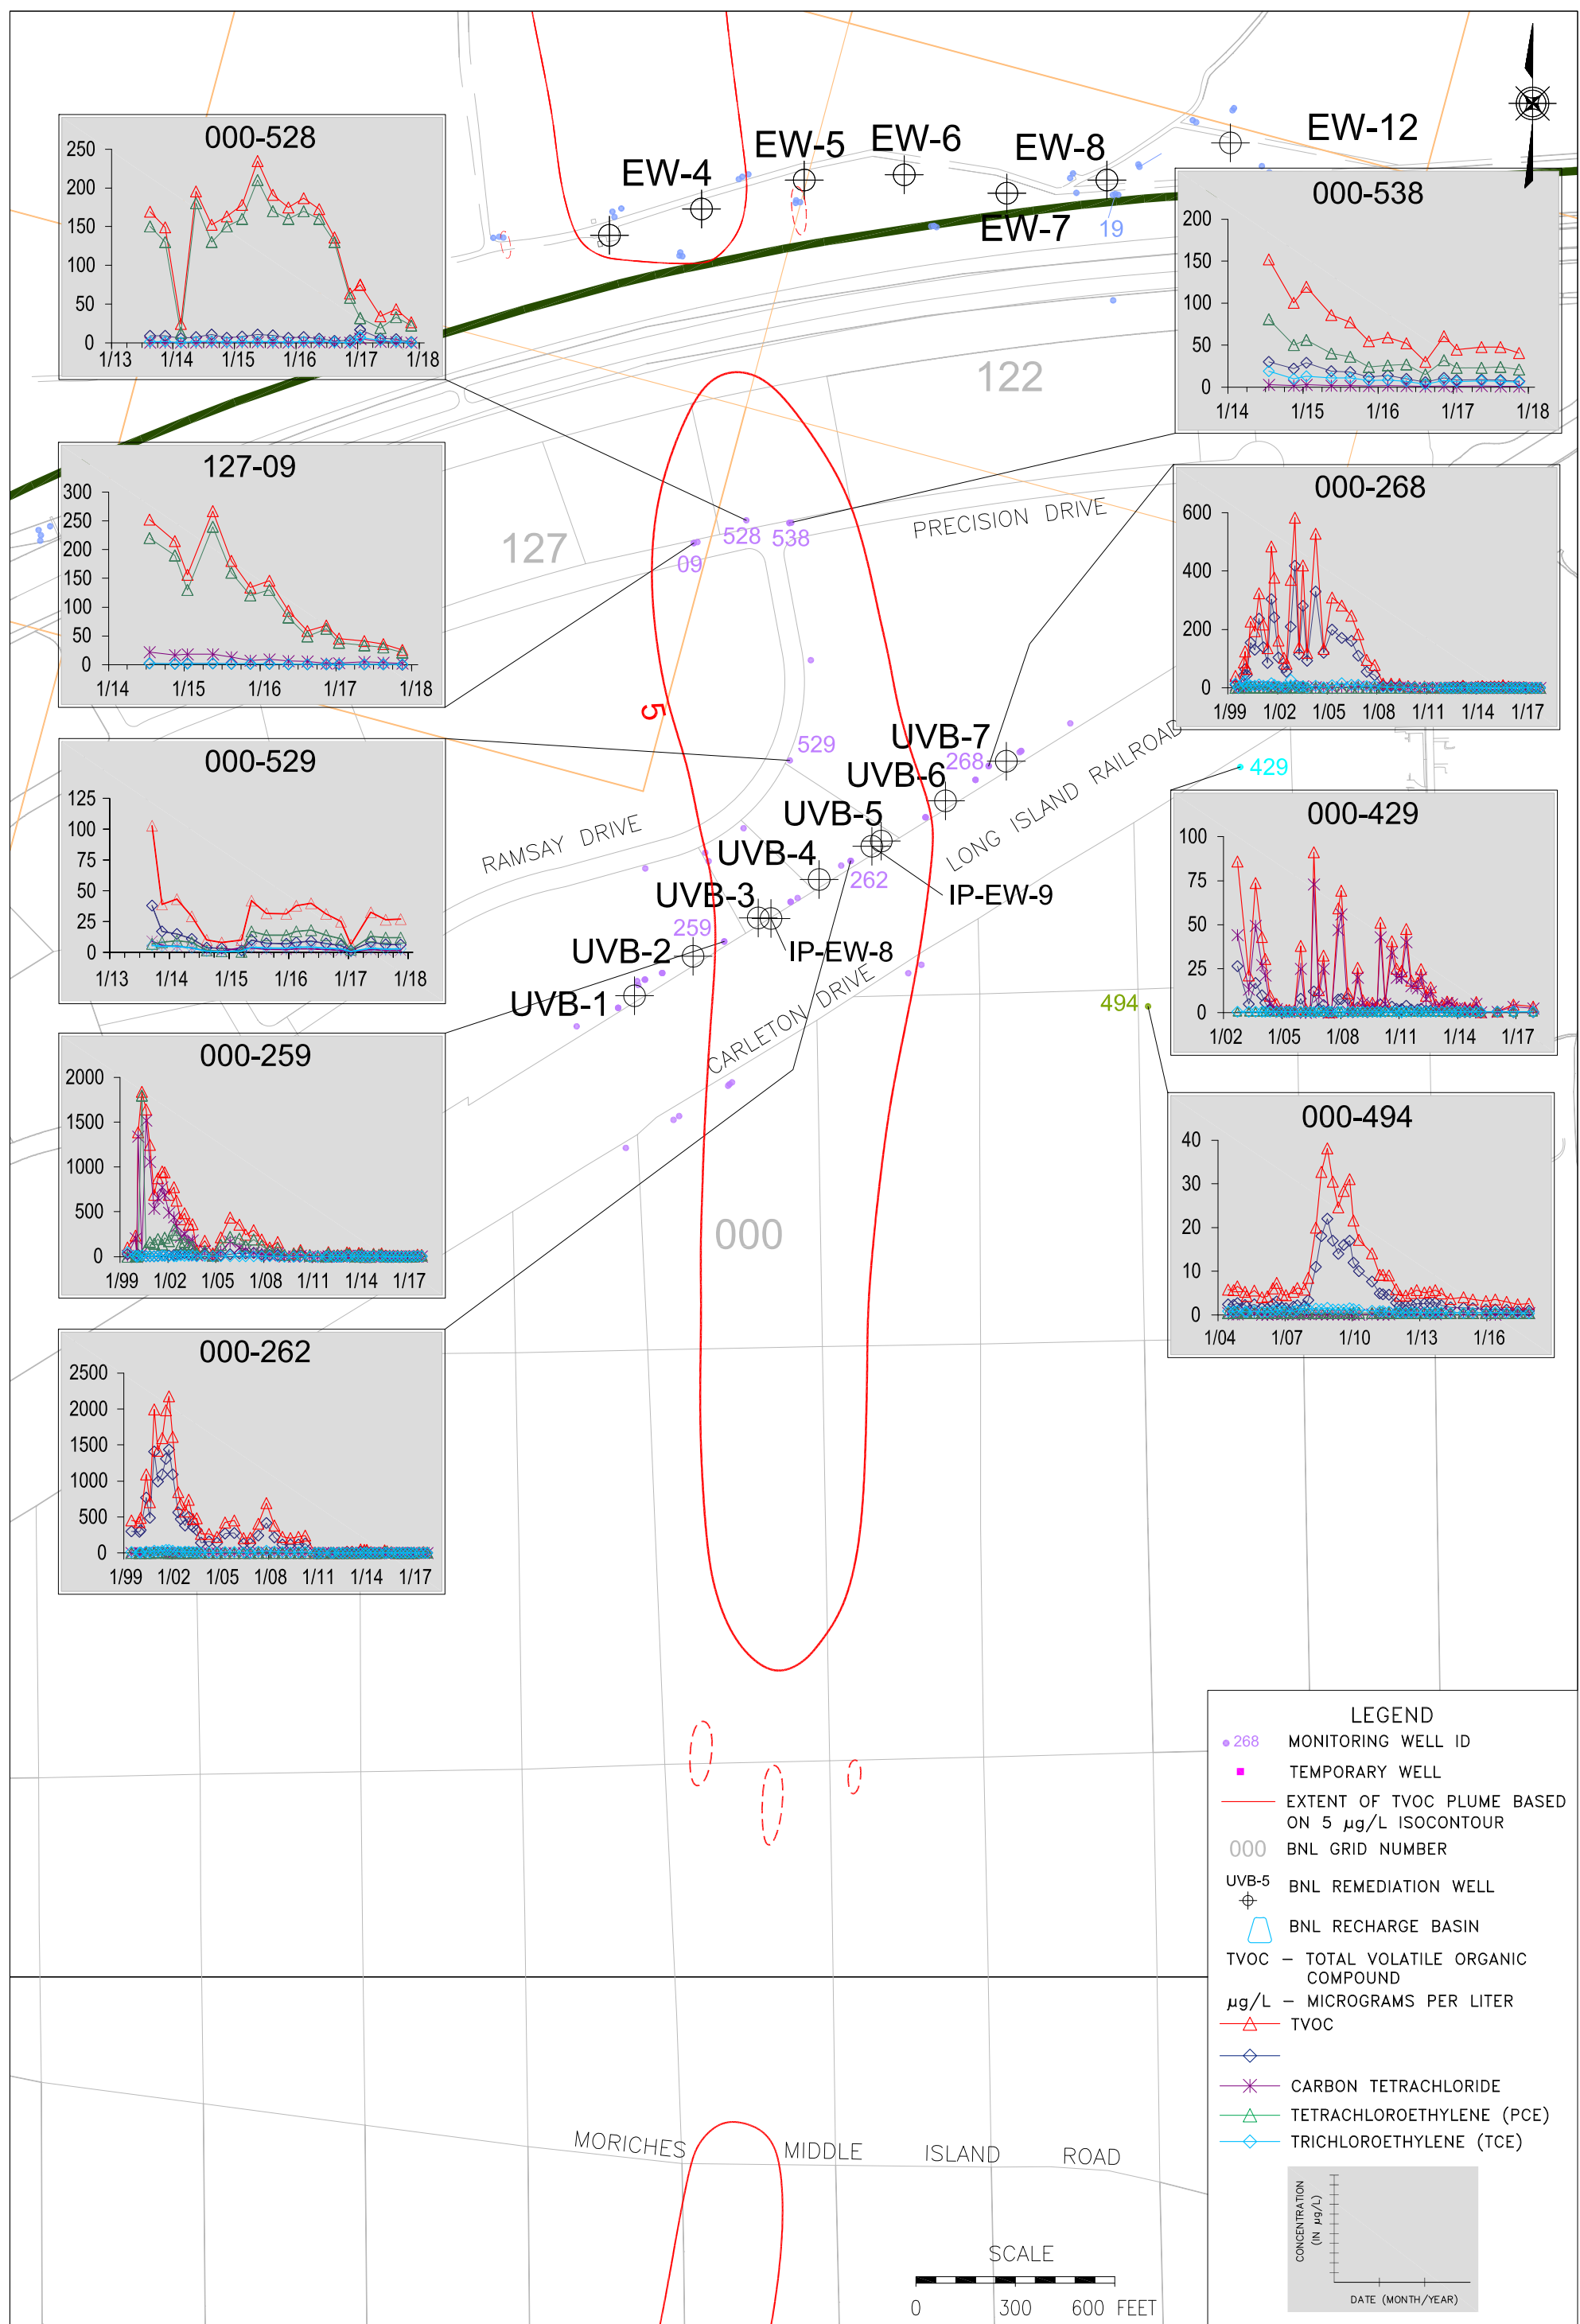 EW-4
EW-5
EW-6
EW-7
EW-8
EW-12
19
122
127
PRECISION DRIVE
09
528
538
5
529
RAMSAY DRIVE
UVB-7
268
UVB-6
UVB-5
UVB-4
262
UVB-3
259
UVB-2
UVB-1
IP-EW-9
IP-EW-8
LONG ISLAND RAILROAD
CARLETON DRIVE
429
494
000
MORICHES MIDDLE ISLAND ROAD
000-528
250
200
150
100
50
0
1/13 1/14 1/15 1/16 1/17 1/18
127-09
300
250
200
150
100
50
0
1/14 1/15 1/16 1/17 1/18
000-529
125
100
75
50
25
0
1/13 1/14 1/15 1/16 1/17 1/18
000-259
2000
1500
1000
500
0
1/99 1/02 1/05 1/08 1/11 1/14 1/17
000-262
2500
2000
1500
1000
500
0
1/99 1/02 1/05 1/08 1/11 1/14 1/17
000-538
200
150
100
50
0
1/14 1/15 1/16 1/17 1/18
000-268
600
400
200
0
1/99 1/02 1/05 1/08 1/11 1/14 1/17
000-429
100
75
50
25
0
1/02 1/05 1/08 1/11 1/14 1/17
000-494
40
30
20
10
0
1/04 1/07 1/10 1/13 1/16
LEGEND
268 MONITORING WELL ID
TEMPORARY WELL
EXTENT OF TVOC PLUME BASED
ON 5 µg/L ISOCONTOUR
000 BNL GRID NUMBER
UVB-5 BNL REMEDIATION WELL
BNL RECHARGE BASIN
TVOC – TOTAL VOLATILE ORGANIC
COMPOUND
µg/L – MICROGRAMS PER LITER
TVOC
CARBON TETRACHLORIDE
TETRACHLOROETHYLENE (PCE)
TRICHLOROETHYLENE (TCE)
CONCENTRATION
(IN µg/L)
DATE (MONTH/YEAR)
SCALE
0 300 600 FEET